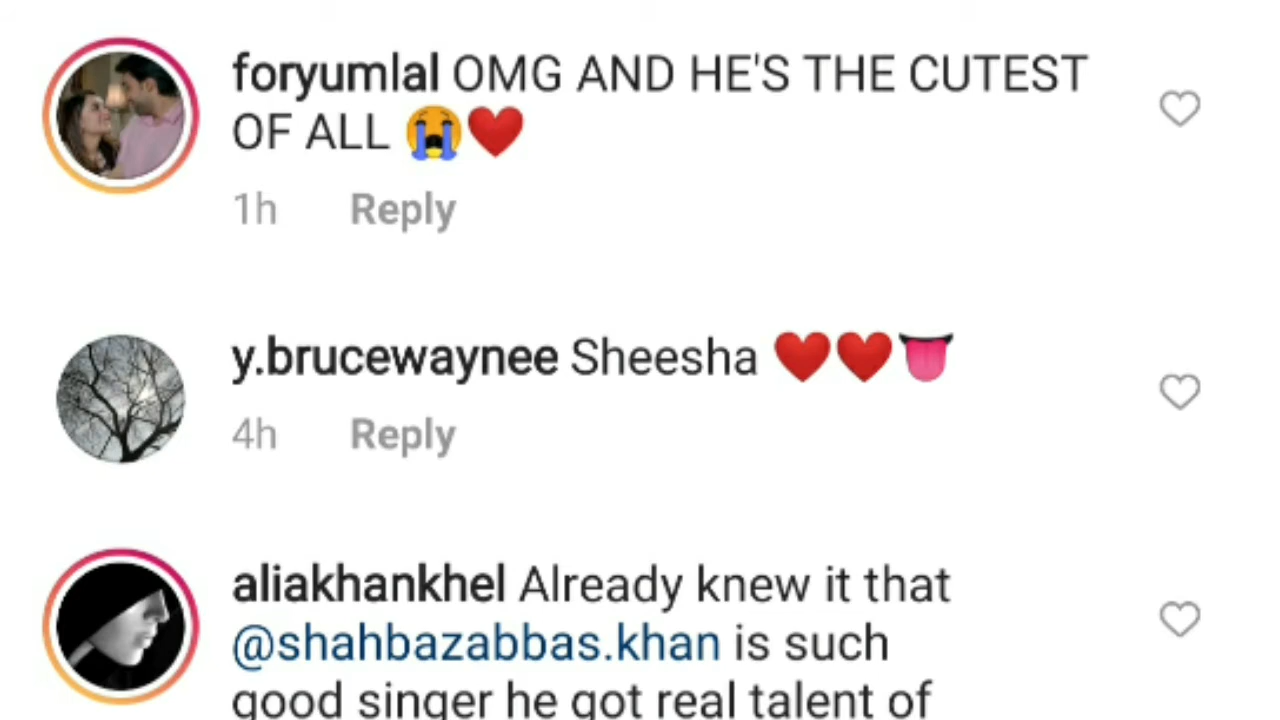 foryumlal OMG AND HE'S THE CUTEST
OF ALL 😭❤️
1h Reply
y.brucewaynee Sheesha ❤️❤️👅
4h Reply
aliakhankhel Already knew it that
@shahbazabbas.khan is such
good singer he got real talent of